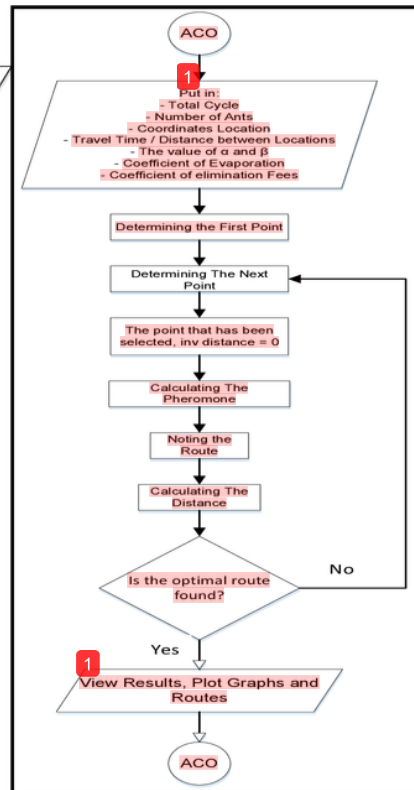 ACO
1
Put in:
- Total Cycle
- Number of Ants
- Coordinates Location
- Travel Time / Distance between Locations
- The value of α and β
- Coefficient of Evaporation
- Coefficient of elimination Fees
Determining the First Point
Determining The Next
Point
The point that has been
selected, inv distance = 0
Calculating The
Pheromone
Noting the
Route
Calculating The
Distance
Is the optimal route
found?
No
Yes
1
View Results, Plot Graphs and
Routes
ACO